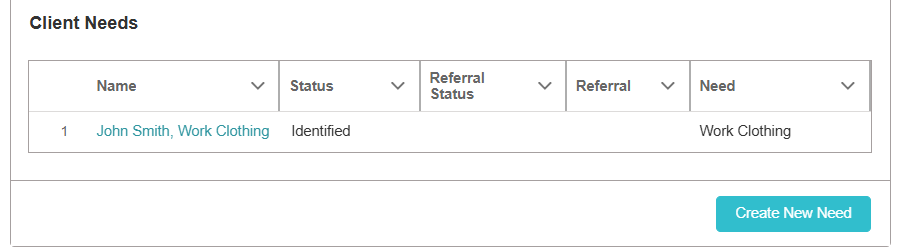 Client Needs
Name Status Referral Status Referral Need
1 John Smith, Work Clothing Identified Work Clothing
Create New Need